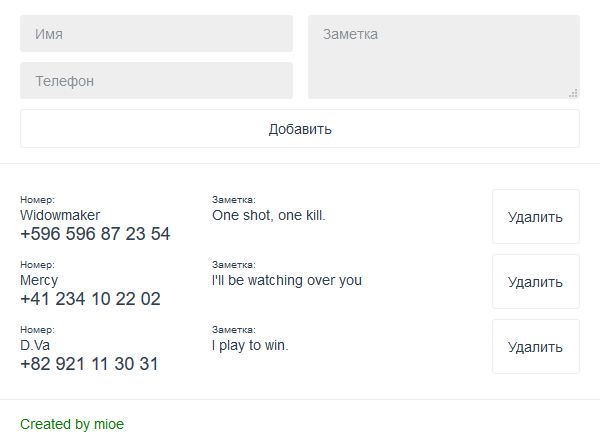 Имя
Телефон
Заметка
Добавить
Номер:
Widowmaker
+596 596 87 23 54
Заметка:
One shot, one kill.
Удалить
Номер:
Mercy
+41 234 10 22 02
Заметка:
I'll be watching over you
Удалить
Номер:
D.Va
+82 921 11 30 31
Заметка:
I play to win.
Удалить
Created by mioe